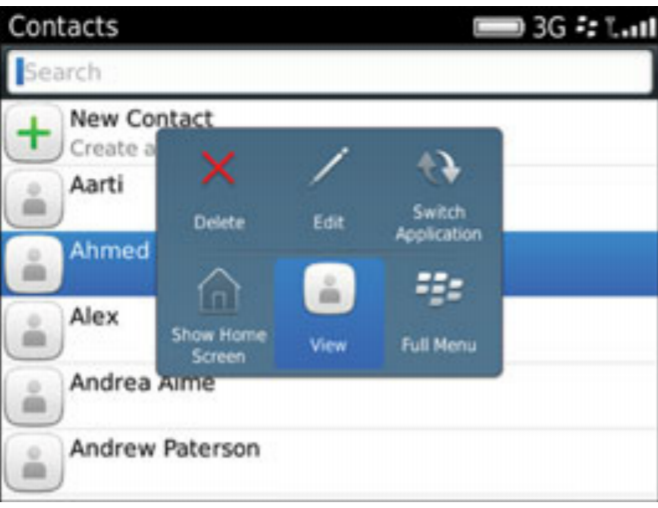 Contacts 3G
Search
New Contact
Create a
Aarti
Ahmed
Alex
Andrea Aime
Andrew Paterson
Delete
Edit
Switch
Application
Show Home
Screen
View
Full Menu